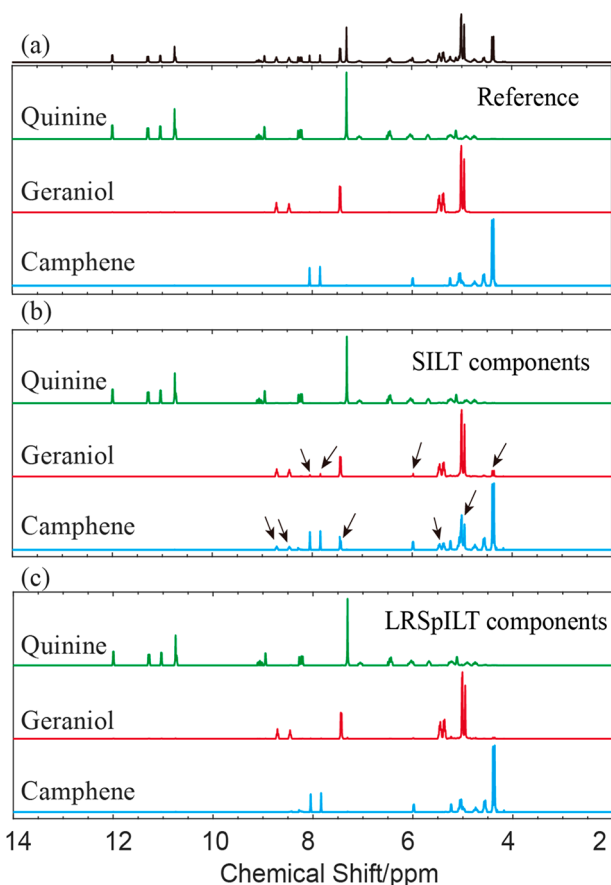 (a)
Reference
Quinine
Geraniol
Camphene
(b)
SILT components
Quinine
Geraniol
Camphene
(c)
LRSpILT components
Quinine
Geraniol
Camphene
14 12 10 8 6 4 2
Chemical Shift/ppm